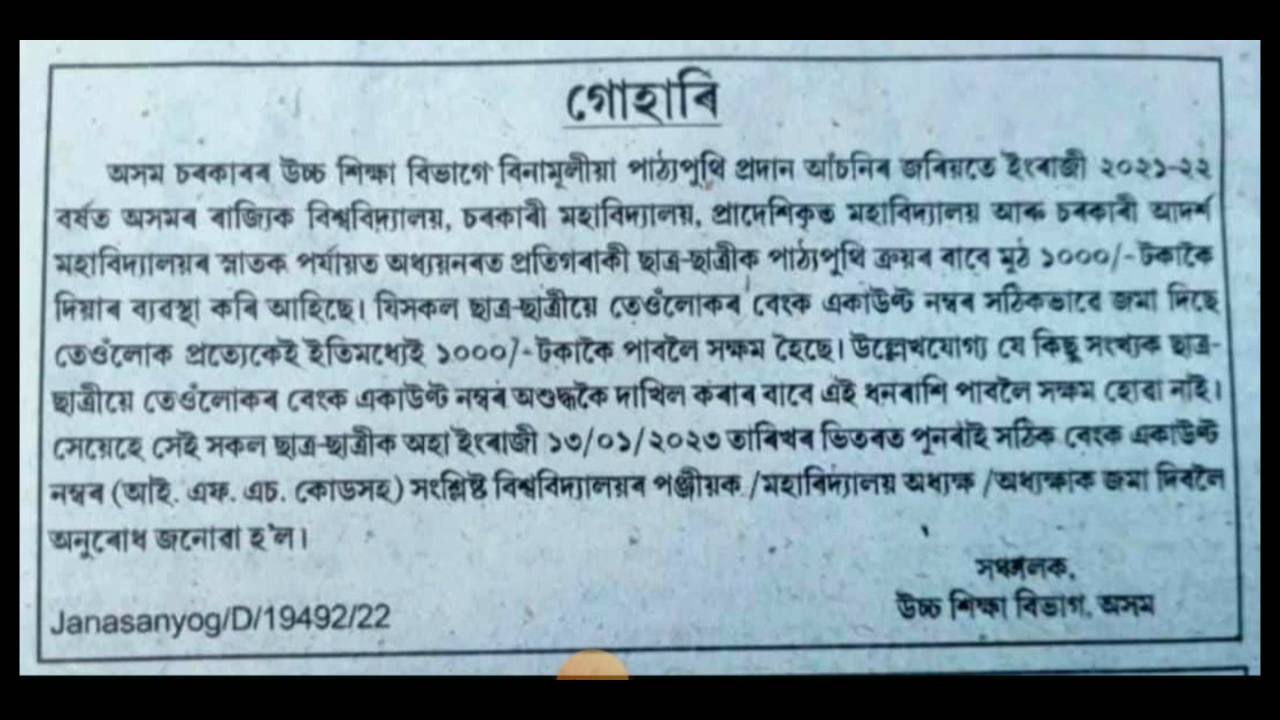 গোহাৰি
অসম চৰকাৰৰ উচ্চ শিক্ষা বিভাগে বিনামূলীয়া পাঠ্যপুথি প্ৰদান আঁচনিৰ জৰিয়তে ইংৰাজী ২০২১-২২
বৰ্ষত অসমৰ ৰাজ্যিক বিশ্ববিদ্যালয়, চৰকাৰী মহাবিদ্যালয়, প্ৰাদেশিকৃত মহাবিদ্যালয় আৰু চৰকাৰী আদৰ্শ
মহাবিদ্যালয়ৰ স্নাতক পৰ্যায়ত অধ্যয়নৰত প্ৰতিগৰাকী ছাত্ৰ-ছাত্ৰীক পাঠ্যপুথি ক্ৰয়ৰ বাবে মুঠ ১০০০/-টকাকৈ
দিয়াৰ ব্যৱস্থা কৰি আহিছে। যিসকল ছাত্ৰ-ছাত্ৰীয়ে তেওঁলোকৰ বেংক একাউন্ট নম্বৰ সঠিকভাবে জমা দিছে
তেওঁলোক প্ৰত্যেকেই ইতিমধ্যেই ১০০০/-টকাকৈ পাবলৈ সক্ষম হৈছে। উল্লেখযোগ্য যে কিছু সংখ্যক ছাত্ৰ-
ছাত্ৰীয়ে তেওঁলোকৰ বেংক একাউন্ট নম্বৰ অশুদ্ধকৈ দাখিল কৰাৰ বাবে এই ধনৰাশি পাবলৈ সক্ষম হোৱা নাই।
সেয়েহে সেই সকল ছাত্ৰ-ছাত্ৰীক অহা ইংৰাজী ১৩/০১/২০২৩ তাৰিখৰ ভিতৰত পুনৰাই সঠিক বেংক একাউন্ট
নম্বৰ (আই. এফ. এচ. কোডসহ) সংশ্লিষ্ট বিশ্ববিদ্যালয়ৰ পঞ্জীয়ক /মহাবিদ্যালয় অধ্যক্ষ /অধ্যক্ষাক জমা দিবলৈ
অনুৰোধ জনোৱা হ'ল।
সঞ্চালক,
উচ্চ শিক্ষা বিভাগ, অসম
Janasanyog/D/19492/22